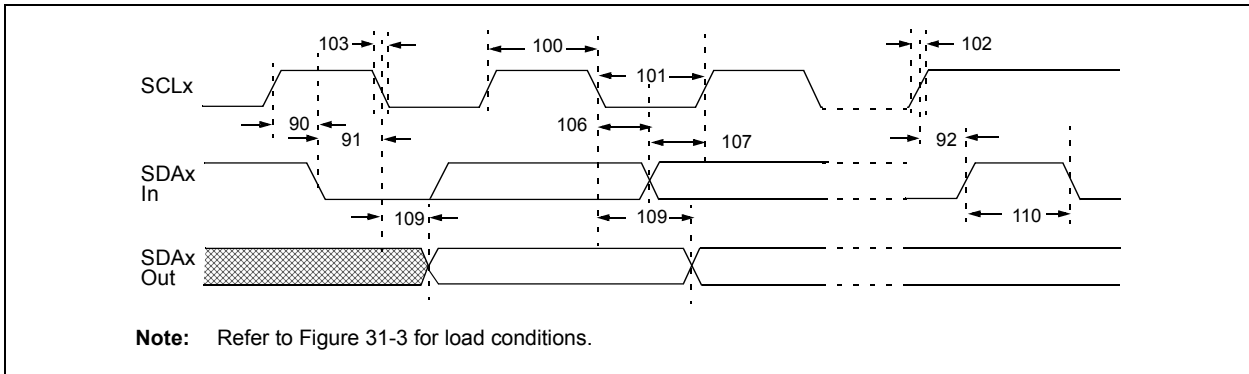 103
100
102
101
SCLx
90
106
91
107
92
SDAx
In
109
109
110
SDAx
Out
Note: Refer to Figure 31-3 for load conditions.